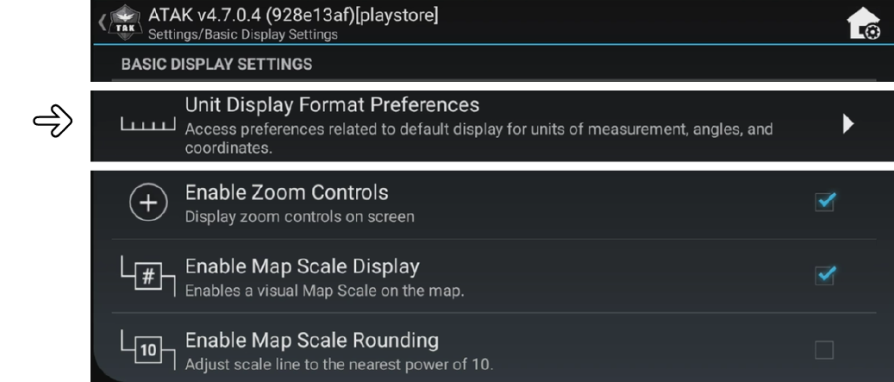 ATAK v4.7.0.4 (928e13af)[playstore]
TAK
Settings/Basic Display Settings
BASIC DISPLAY SETTINGS
Unit Display Format Preferences
Access preferences related to default display for units of measurement, angles, and
coordinates.
Enable Zoom Controls
Display zoom controls on screen
#
Enable Map Scale Display
Enables a visual Map Scale on the map.
10
Enable Map Scale Rounding
Adjust scale line to the nearest power of 10.